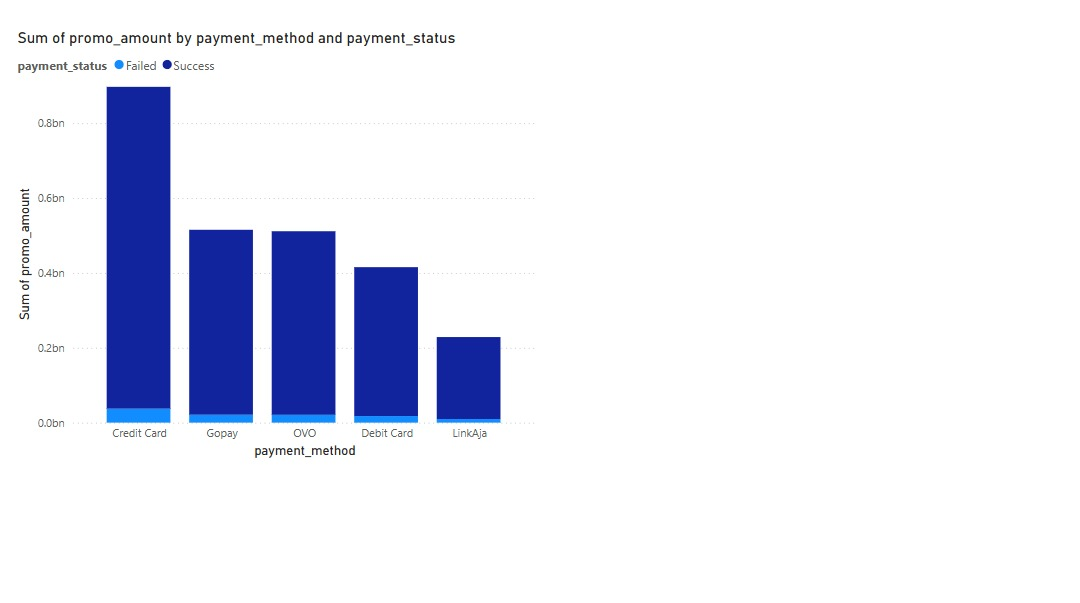 Sum of promo_amount by payment_method and payment_status
payment_status Failed Success
Sum of promo_amount
0.8bn
0.6bn
0.4bn
0.2bn
0.0bn
Credit Card Gopay OVO Debit Card LinkAja
payment_method